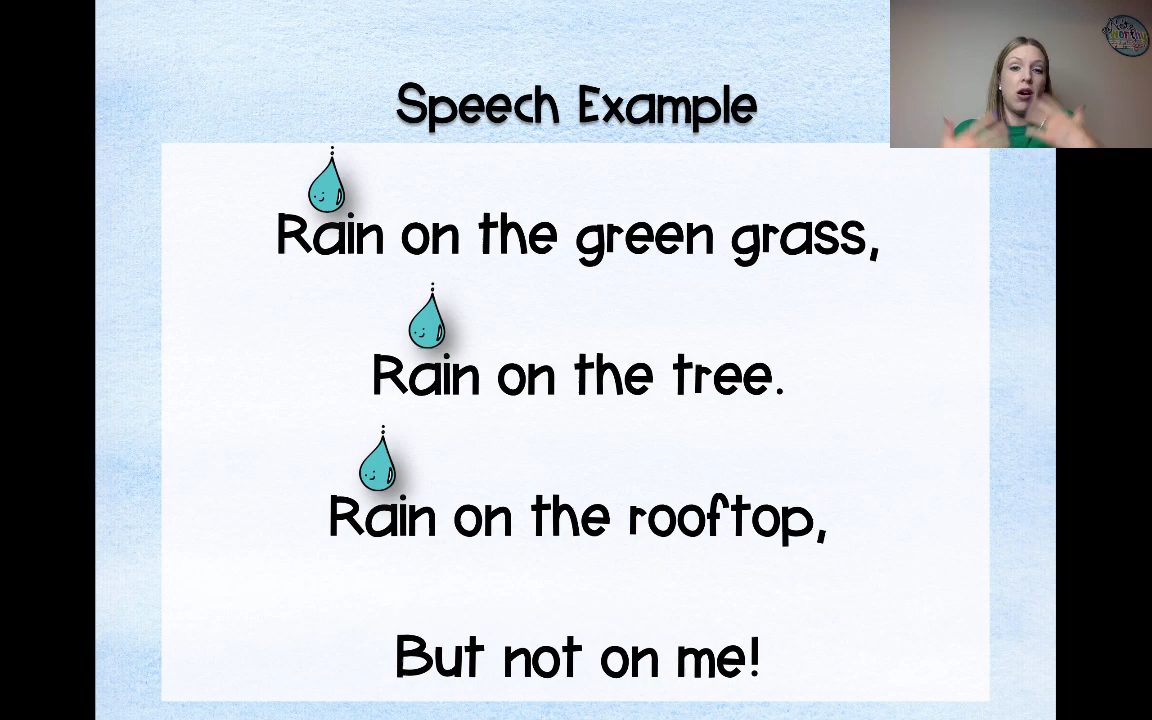 Speech Example
Rain on the green grass,
Rain on the tree.
Rain on the rooftop,
But not on me!